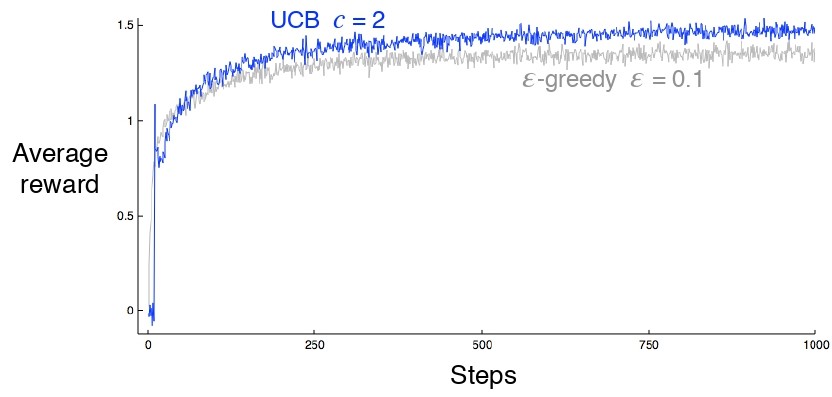 UCB c = 2
1.5
ε-greedy ε = 0.1
1
Average
reward
0.5
0
0 250 500 750 1000
Steps